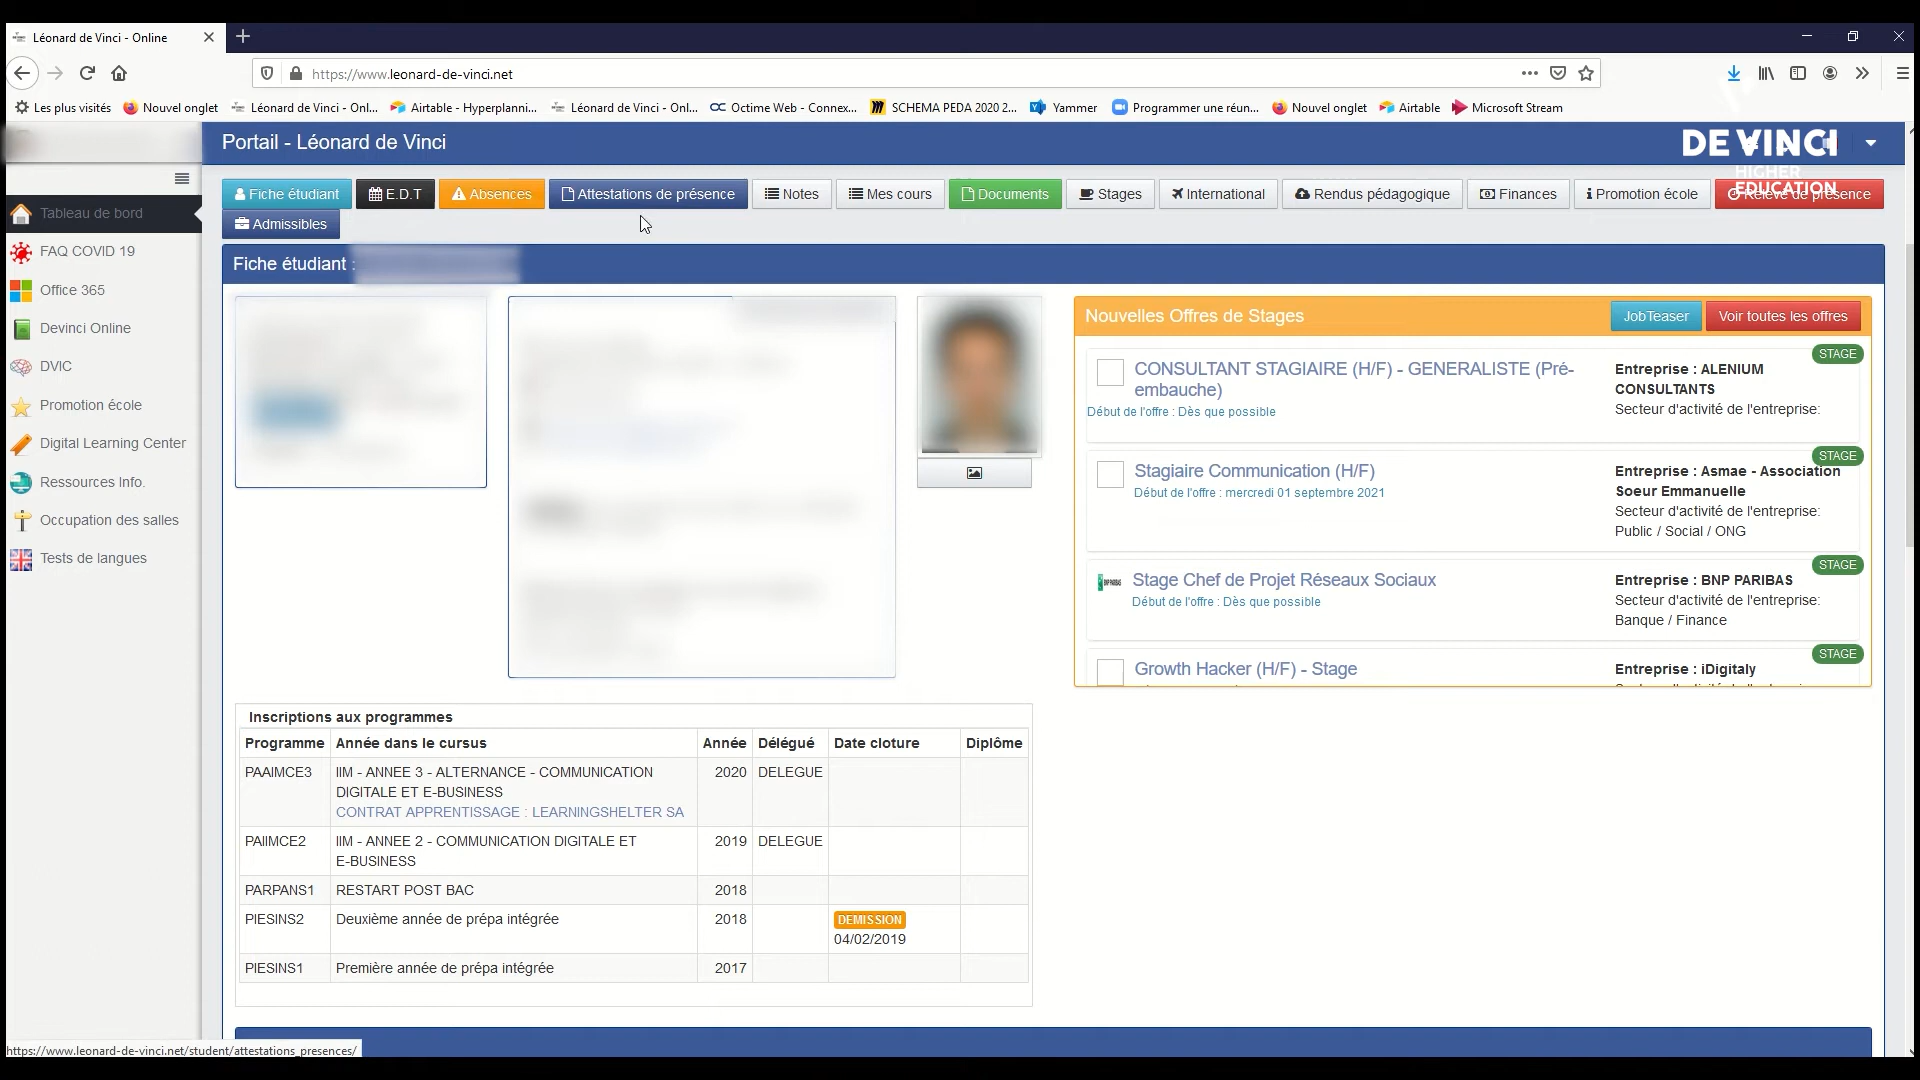 Léonard de Vinci - Online
https://www.leonard-de-vinci.net
Les plus visités
Nouvel onglet
Léonard de Vinci - Onl...
Airtable - Hyperplanni...
Léonard de Vinci - Onl...
Octime Web - Connex...
SCHEMA PEDA 2020 2...
Yammer
Programmer une réun...
Nouvel onglet
Airtable
Microsoft Stream
Portail - Léonard de Vinci
DE VINCI
HIGHER
EDUCATION
Fiche étudiant
E.D.T
Absences
Attestations de présence
Notes
Mes cours
Documents
Stages
International
Rendus pédagogique
Finances
Promotion école
Relevé de présence
Admissibles
Tableau de bord
FAQ COVID 19
Office 365
Devinci Online
DVIC
Promotion école
Digital Learning Center
Ressources Info.
Occupation des salles
Tests de langues
Fiche étudiant :
Nouvelles Offres de Stages
JobTeaser
Voir toutes les offres
STAGE
CONSULTANT STAGIAIRE (H/F) - GENERALISTE (Pré-
embauche)
Début de l'offre : Dès que possible
Entreprise : ALENIUM
CONSULTANTS
Secteur d'activité de l'entreprise:
STAGE
Stagiaire Communication (H/F)
Début de l'offre : mercredi 01 septembre 2021
Entreprise : Asmae - Association
Soeur Emmanuelle
Secteur d'activité de l'entreprise:
Public / Social / ONG
STAGE
BNP PARIBAS
Stage Chef de Projet Réseaux Sociaux
Début de l'offre : Dès que possible
Entreprise : BNP PARIBAS
Secteur d'activité de l'entreprise:
Banque / Finance
STAGE
Growth Hacker (H/F) - Stage
Entreprise : iDigitaly
Inscriptions aux programmes
Programme Année dans le cursus Année Délégué Date cloture Diplôme
PAAIMCE3 IIM - ANNEE 3 - ALTERNANCE - COMMUNICATION 2020 DELEGUE
DIGITALE ET E-BUSINESS
CONTRAT APPRENTISSAGE : LEARNINGSHELTER SA
PAIIMCE2 IIM - ANNEE 2 - COMMUNICATION DIGITALE ET 2019 DELEGUE
E-BUSINESS
PARPANS1 RESTART POST BAC 2018
PIESINS2 Deuxième année de prépa intégrée 2018 DEMISSION
04/02/2019
PIESINS1 Première année de prépa intégrée 2017
https://www.leonard-de-vinci.net/student/attestations_presences/